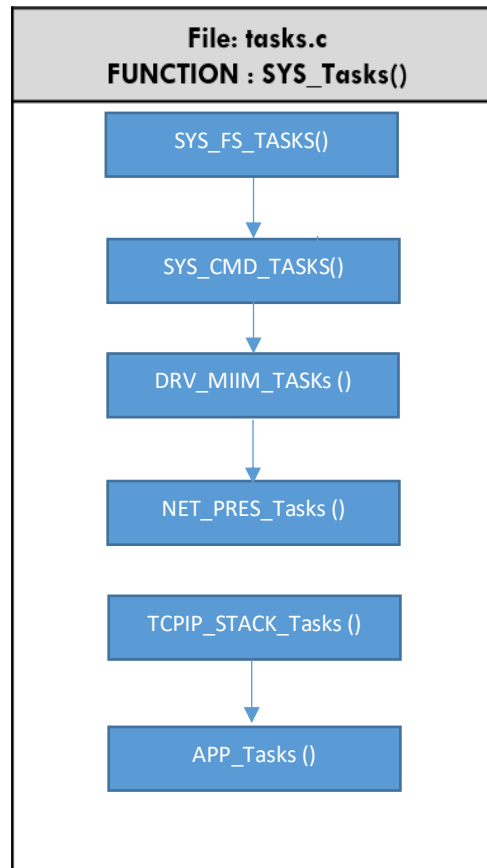 File: tasks.c
FUNCTION : SYS_Tasks()
SYS_FS_TASKS()
SYS_CMD_TASKS()
DRV_MIIM_TASKs ()
NET_PRES_Tasks ()
TCPIP_STACK_Tasks ()
APP_Tasks ()